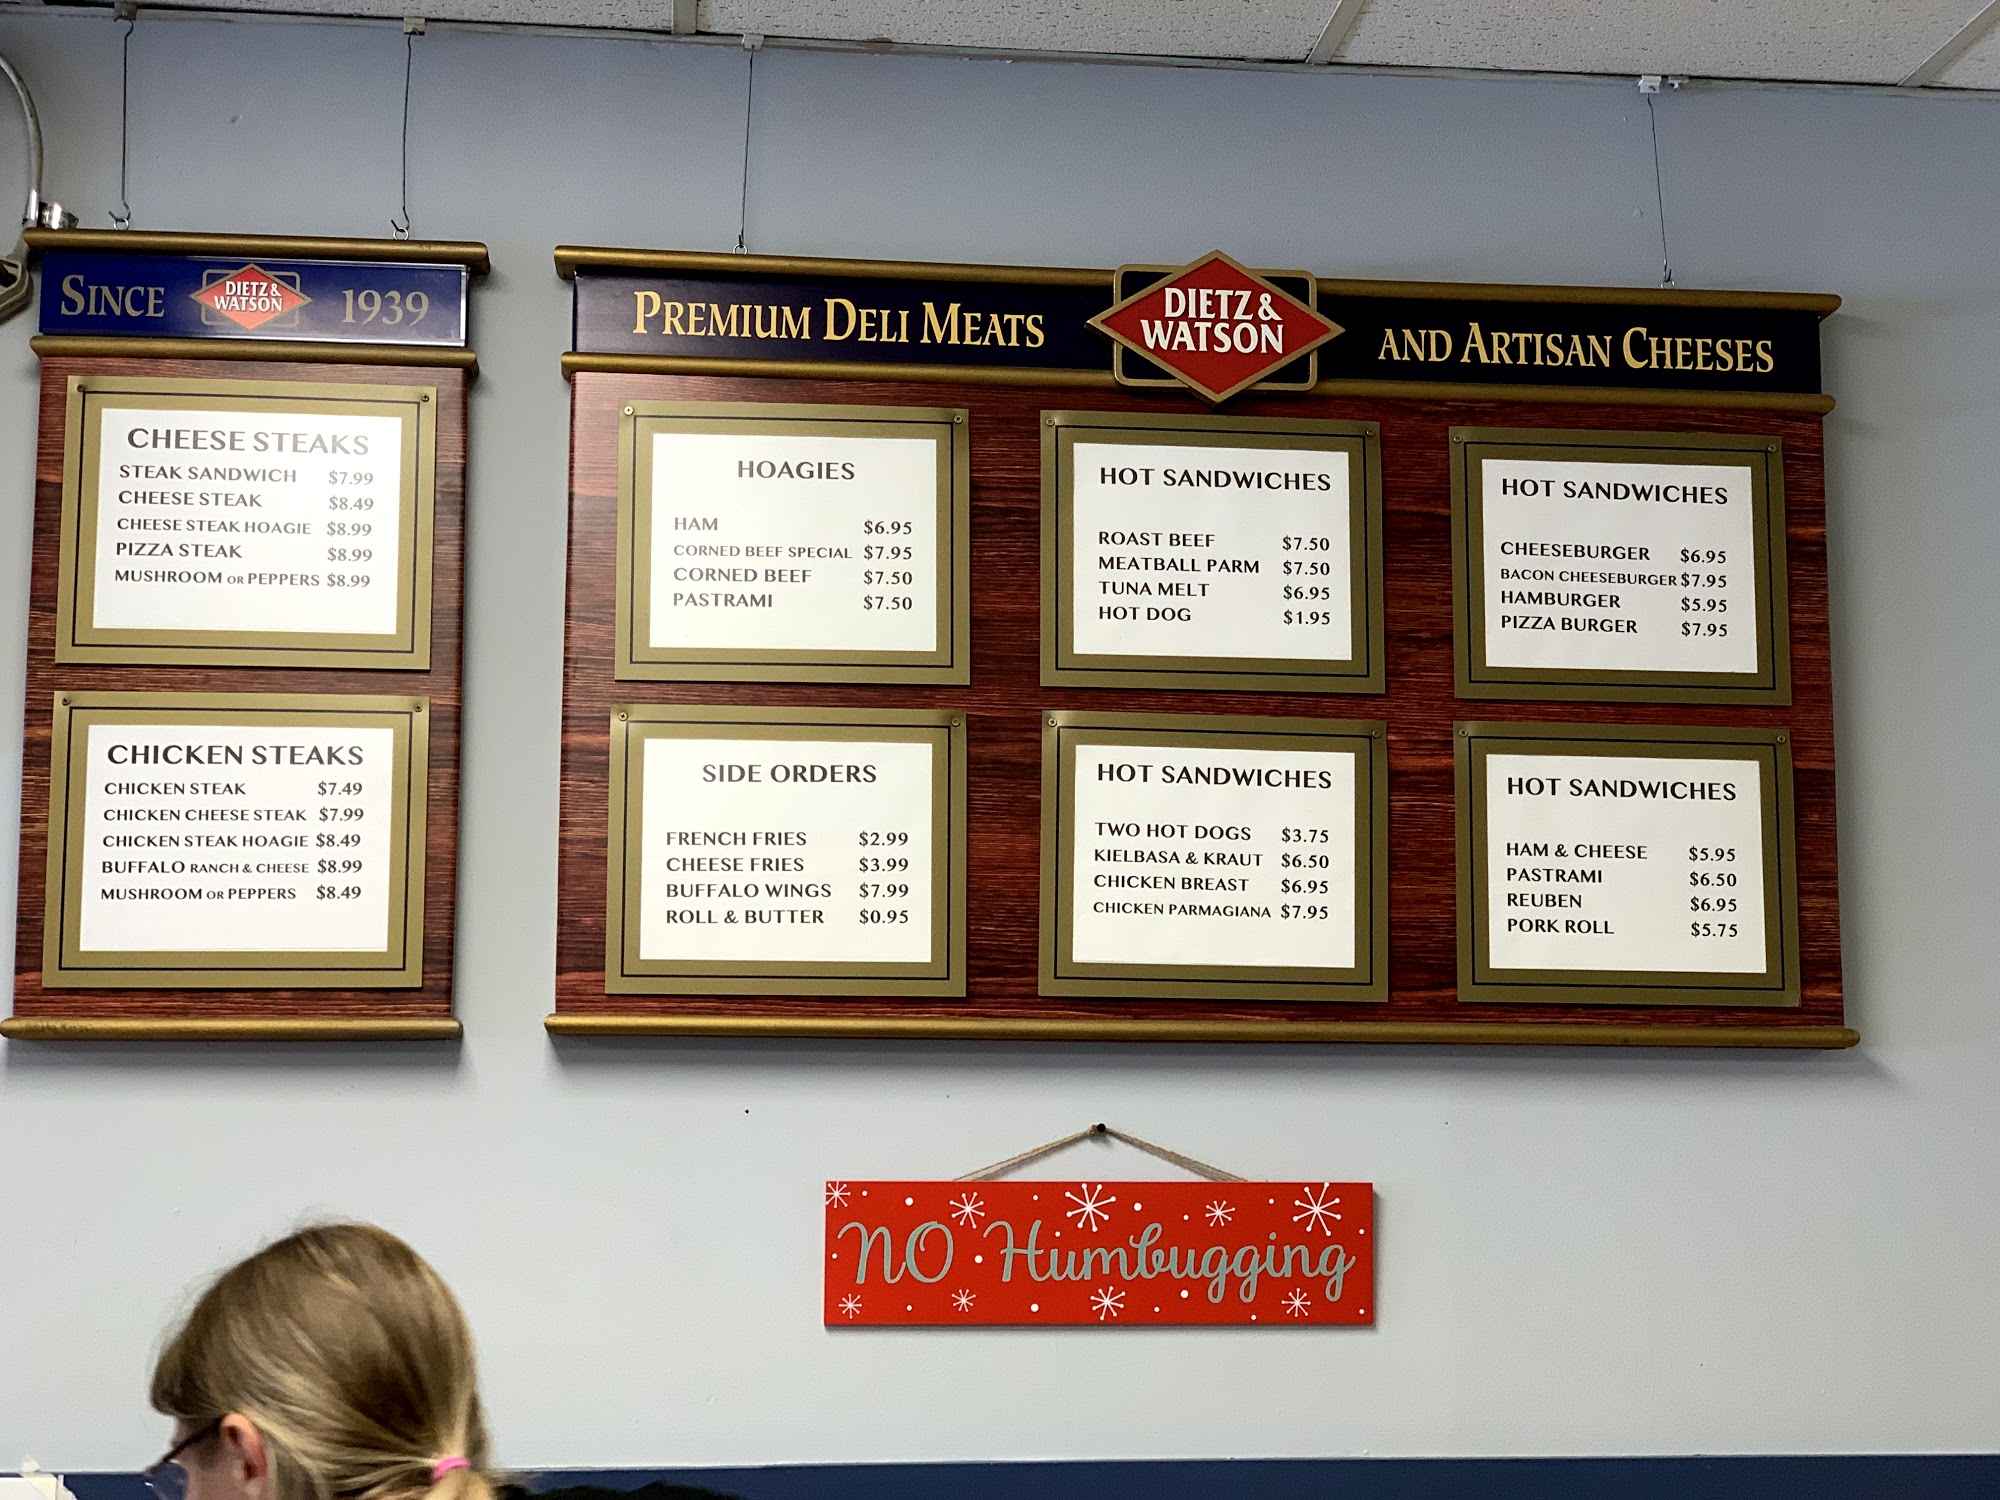 SINCE DIETZ & WATSON 1939
CHEESE STEAKS
STEAK SANDWICH $7.99
CHEESE STEAK $8.49
CHEESE STEAK HOAGIE $8.99
PIZZA STEAK $8.99
MUSHROOM OR PEPPERS $8.99
CHICKEN STEAKS
CHICKEN STEAK $7.49
CHICKEN CHEESE STEAK $7.99
CHICKEN STEAK HOAGIE $8.49
BUFFALO RANCH & CHEESE $8.99
MUSHROOM OR PEPPERS $8.49
PREMIUM DELI MEATS DIETZ & WATSON AND ARTISAN CHEESES
HOAGIES
HAM $6.95
CORNED BEEF SPECIAL $7.95
CORNED BEEF $7.50
PASTRAMI $7.50
HOT SANDWICHES
ROAST BEEF $7.50
MEATBALL PARM $7.50
TUNA MELT $6.95
HOT DOG $1.95
HOT SANDWICHES
CHEESEBURGER $6.95
BACON CHEESEBURGER $7.95
HAMBURGER $5.95
PIZZA BURGER $7.95
SIDE ORDERS
FRENCH FRIES $2.99
CHEESE FRIES $3.99
BUFFALO WINGS $7.99
ROLL & BUTTER $0.95
HOT SANDWICHES
TWO HOT DOGS $3.75
KIELBASA & KRAUT $6.50
CHICKEN BREAST $6.95
CHICKEN PARMAGIANA $7.95
HOT SANDWICHES
HAM & CHEESE $5.95
PASTRAMI $6.50
REUBEN $6.95
PORK ROLL $5.75
NO Humbugging